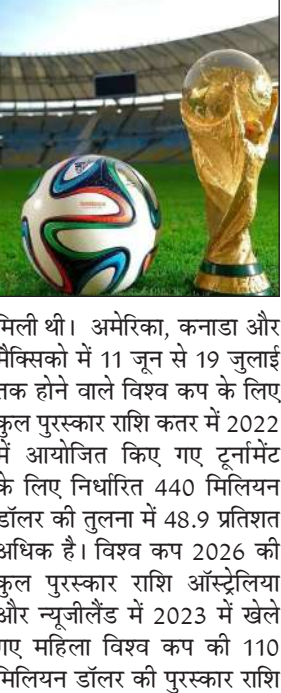 मिली थी। अमेरिका, कनाडा और
मैक्सिको में 11 जून से 19 जुलाई
तक होने वाले विश्व कप के लिए
कुल पुरस्कार राशि कतर में 2022
में आयोजित किए गए टूर्नामेंट
के लिए निर्धारित 440 मिलियन
डॉलर की तुलना में 48.9 प्रतिशत
अधिक है। विश्व कप 2026 की
कुल पुरस्कार राशि ऑस्ट्रेलिया
और न्यूजीलैंड में 2023 में खेले
गए महिला विश्व कप की 110
मिलियन डॉलर की पुरस्कार राशि